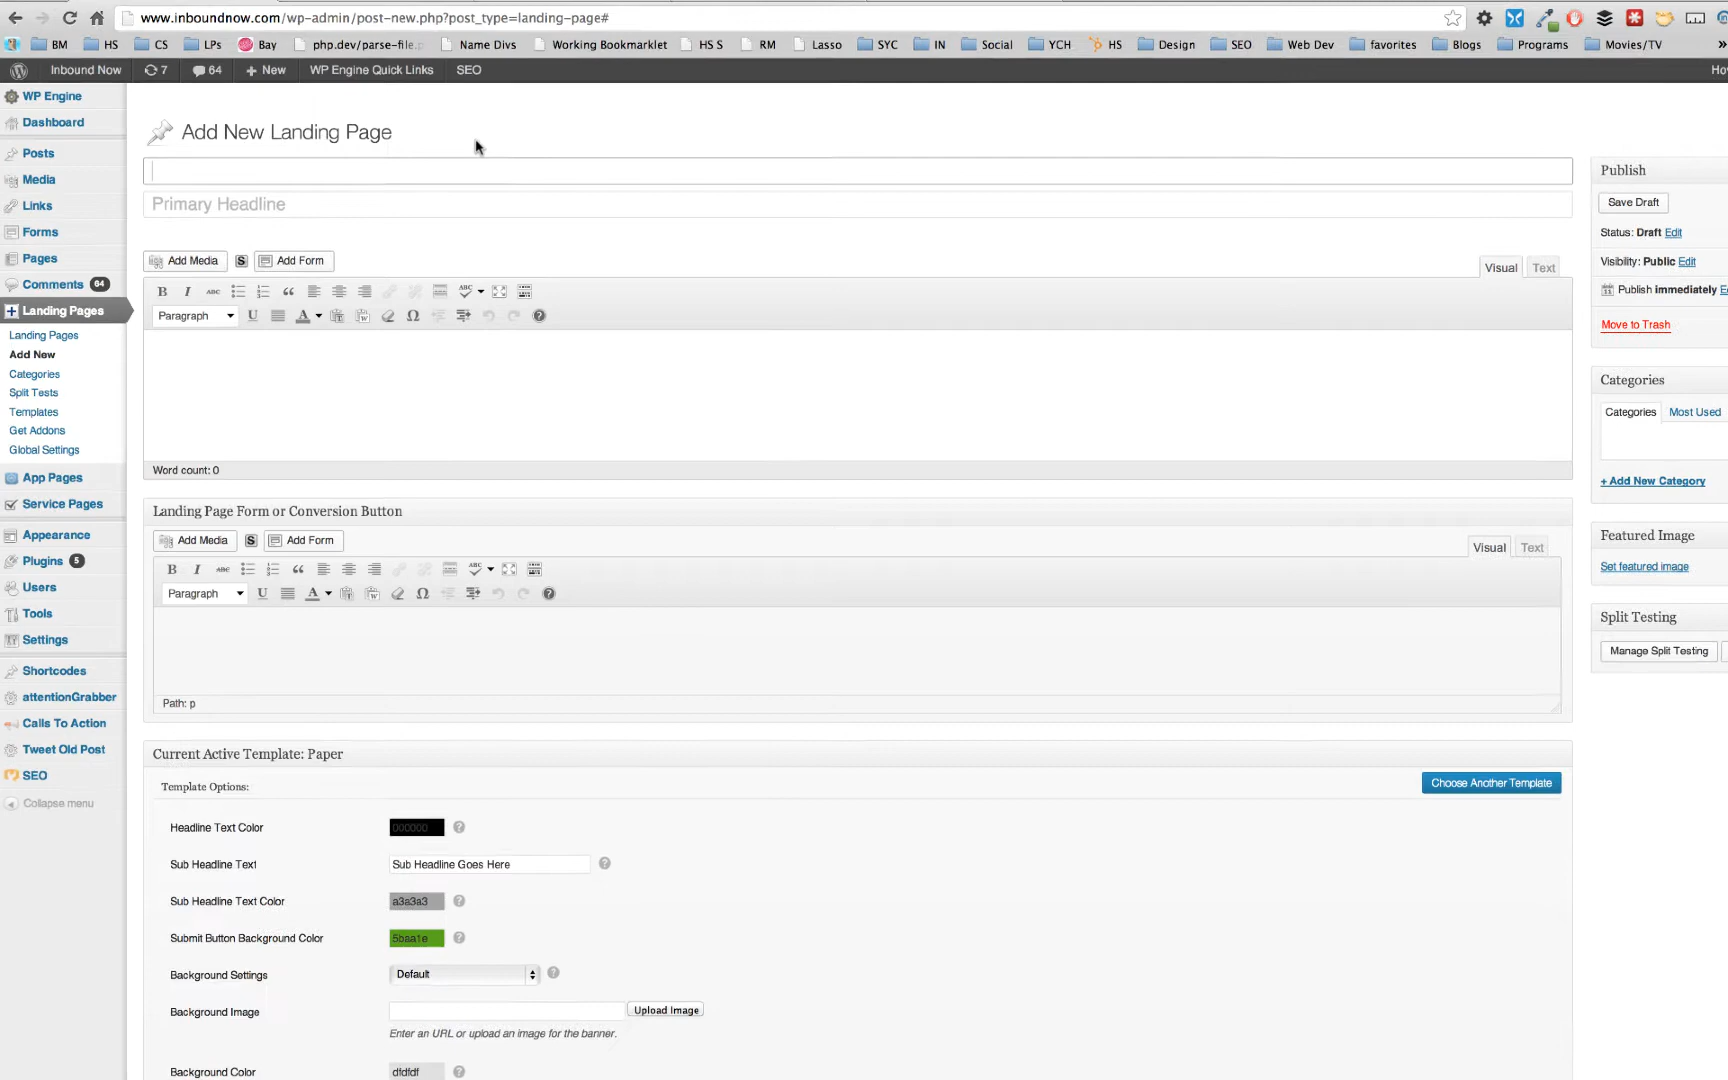 www.inboundnow.com/wp-admin/post-new.php?post_type=landing-page#
BM HS CS LPs Bay php.dev/parse-file. Name Divs Working Bookmarklet HS S RM Lasso SYC IN Social YCH HS Design SEO Web Dev favorites Blogs Programs Movies/TV »
Inbound Now 7 64 + New WP Engine Quick Links SEO
WP Engine
Dashboard
Posts
Media
Links
Forms
Pages
Comments 64
Landing Pages
Landing Pages
Add New
Categories
Split Tests
Templates
Get Addons
Global Settings
App Pages
Service Pages
Appearance
Plugins 5
Users
Tools
Settings
Shortcodes
attentionGrabber
Calls To Action
Tweet Old Post
SEO
Collapse menu
Add New Landing Page
Primary Headline
Add Media S Add Form
Visual Text
B I ABC “ ABC
Paragraph U A Ω ?
Word count: 0
Landing Page Form or Conversion Button
Add Media S Add Form
Visual Text
B I ABC “ ABC
Paragraph U A Ω ?
Path: p
Current Active Template: Paper
Template Options:
Choose Another Template
Headline Text Color 000000 ?
Sub Headline Text Sub Headline Goes Here ?
Sub Headline Text Color a3a3a3 ?
Submit Button Background Color 5baa1e ?
Background Settings Default ?
Background Image Upload Image
Enter an URL or upload an image for the banner.
Background Color dfdfdf ?
Publish
Save Draft
Status: Draft Edit
Visibility: Public Edit
Publish immediately
Move to Trash
Categories
Categories Most Used
+ Add New Category
Featured Image
Set featured image
Split Testing
Manage Split Testing